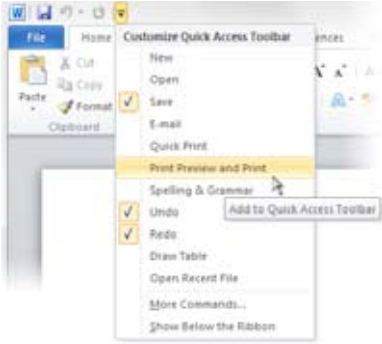 W
File
Home
Customize Quick Access Toolbar
ences
Cut
Copy
Format
Paste
Clipboard
New
Open
Save
E-mail
Quick Print
Print Preview and Print
Spelling & Grammar
Add to Quick Access Toolbar
Undo
Redo
Draw Table
Open Recent File
More Commands...
Show Below the Ribbon